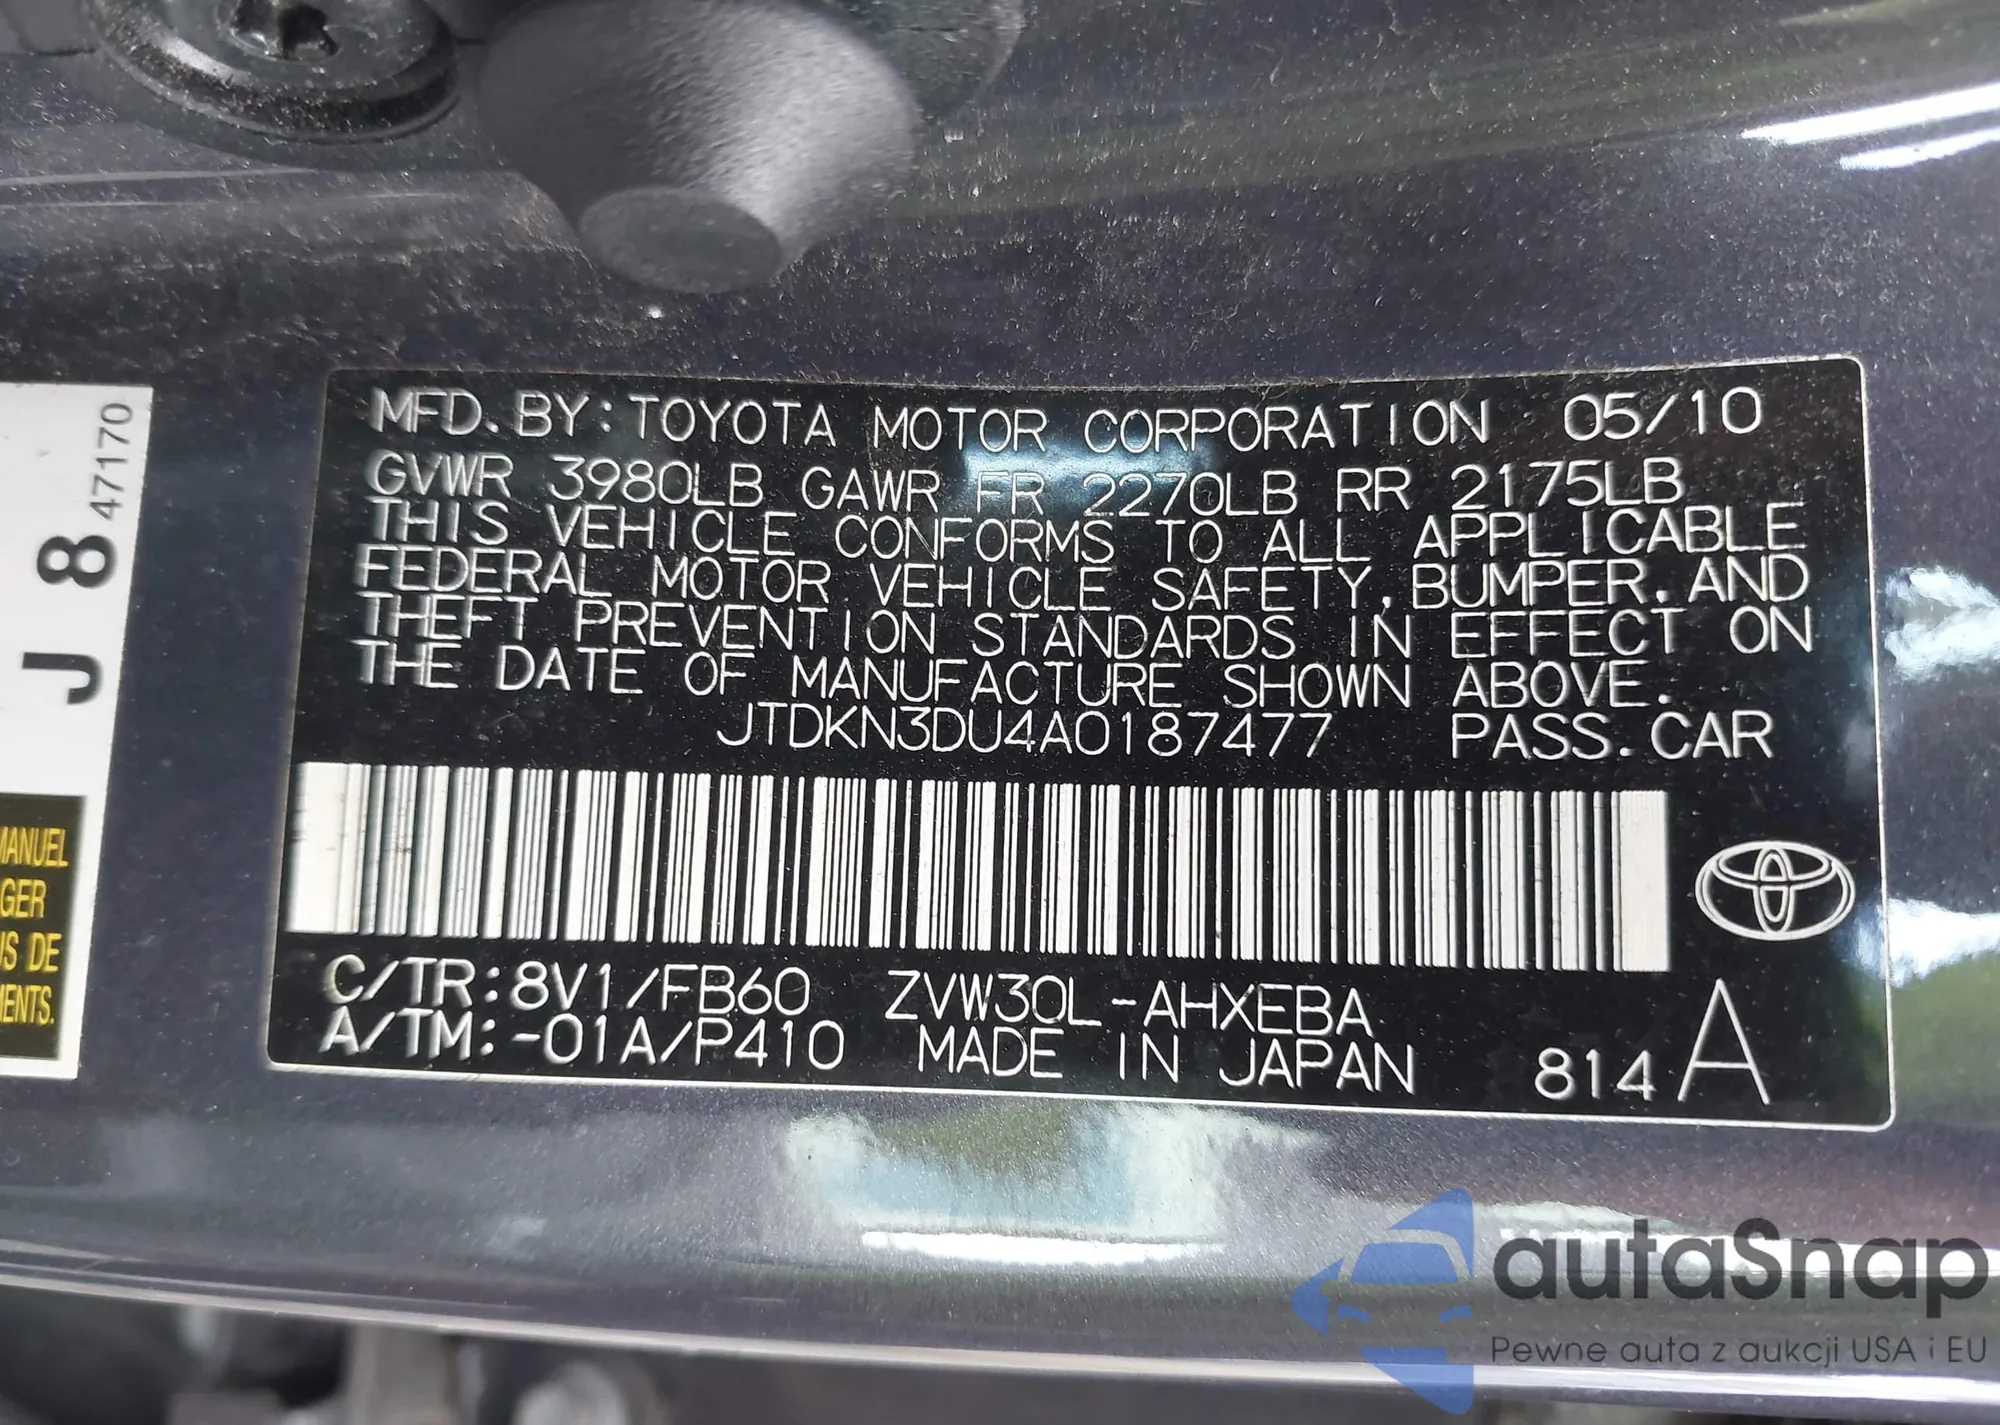 MFD. BY: TOYOTA MOTOR CORPORATION 05/10
GVWR 3980LB GAWR FR 2270LB RR 2175LB
THIS VEHICLE CONFORMS TO ALL APPLICABLE
FEDERAL MOTOR VEHICLE SAFETY, BUMPER, AND
THEFT PREVENTION STANDARDS IN EFFECT ON
THE DATE OF MANUFACTURE SHOWN ABOVE.
JTDKN3DU4A0187477 PASS. CAR
C/TR: 8V1/FB60 ZVW30L-AHXEBA
A/TM: -01A/P410 MADE IN JAPAN 814 A
J 8 47170
MANUEL
GER
US DE
MENTS.
autaSnap
Pewne auta z aukcji USA i EU